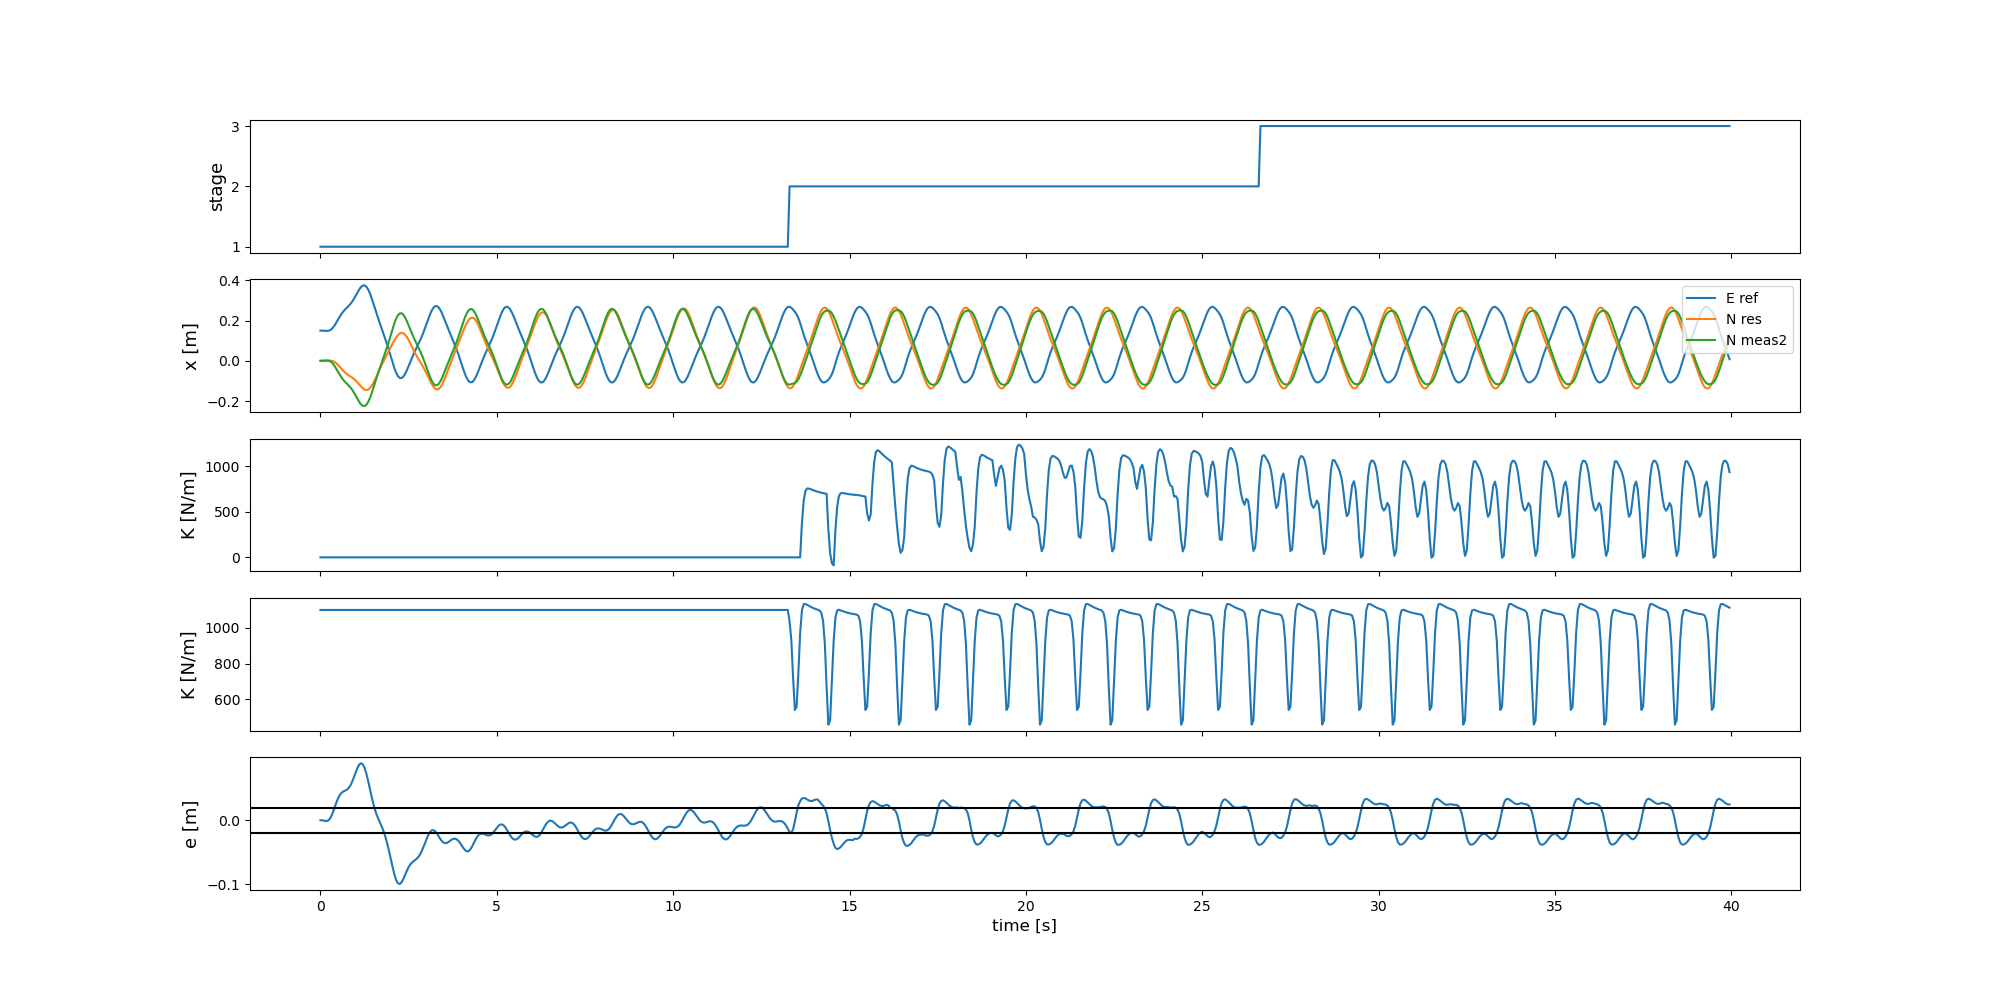 stage
3
2
1
x [m]
0.4
0.2
0.0
−0.2
E ref
N res
N meas2
K [N/m]
1000
500
0
K [N/m]
1000
800
600
e [m]
0.0
−0.1
0 5 10 15 20 25 30 35 40
time [s]